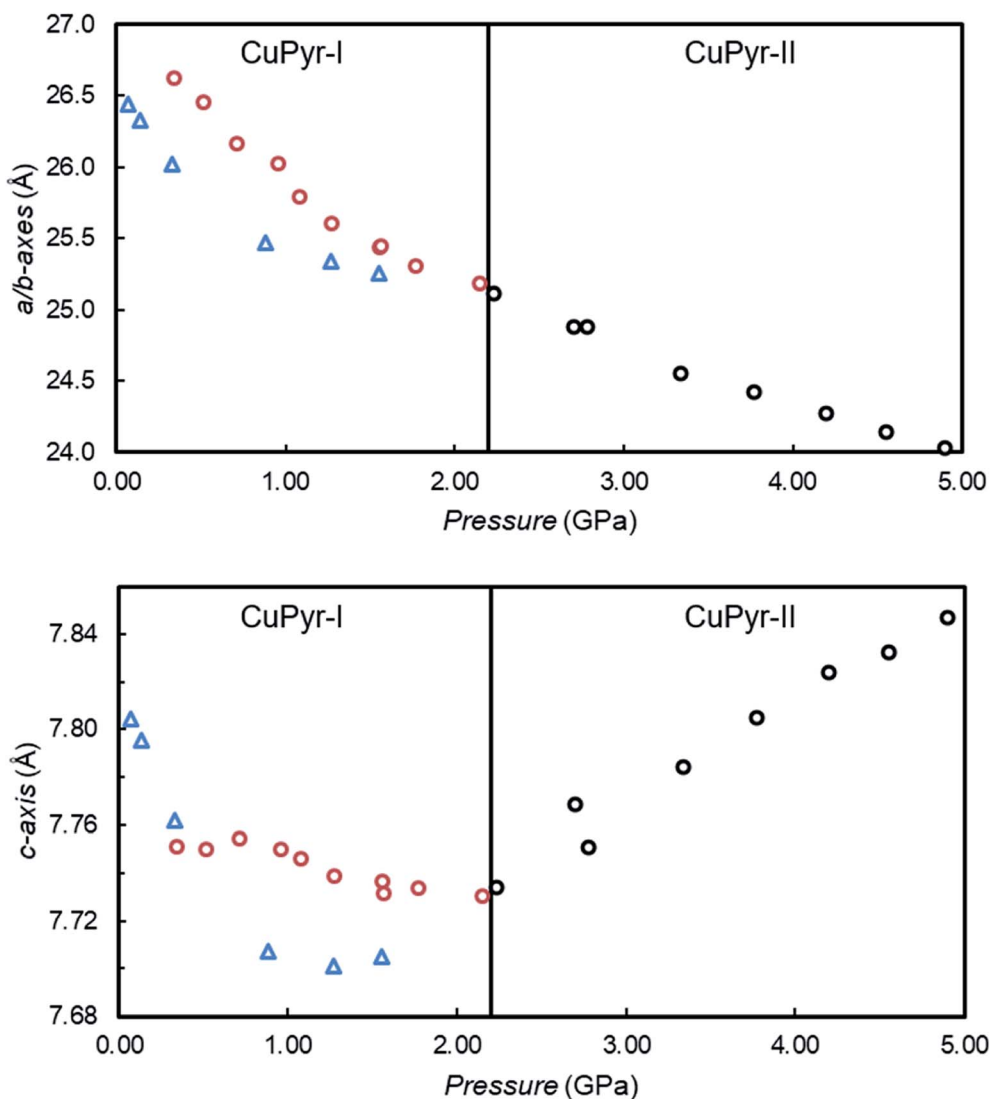 27.0
CuPyr-I CuPyr-II
26.5
26.0
25.5
25.0
24.5
24.0
a/b-axes (Å)
0.00 1.00 2.00 3.00 4.00 5.00
Pressure (GPa)
CuPyr-I CuPyr-II
7.84
7.80
7.76
7.72
7.68
c-axis (Å)
0.00 1.00 2.00 3.00 4.00 5.00
Pressure (GPa)